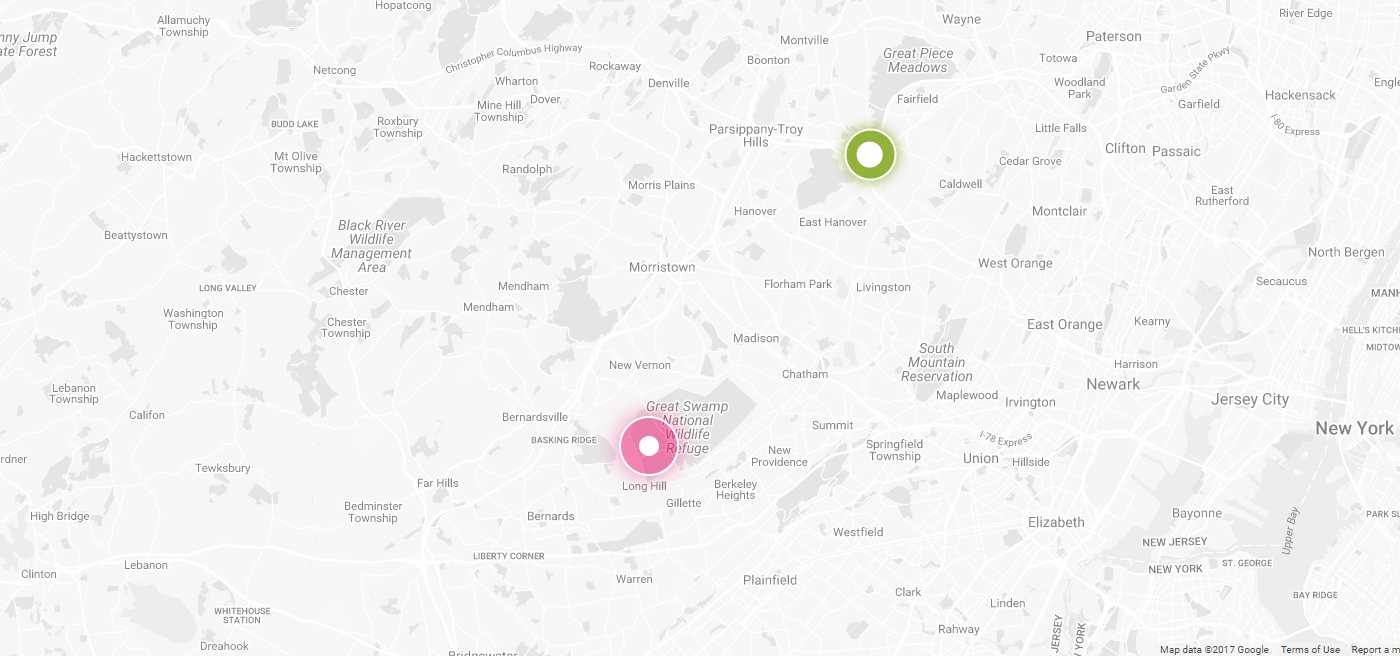 Hopatcong
Allamuchy
Township
Wayne
River Edge
nny Jump
ate Forest
Christopher Columbus Highway
Montville
Great Piece
Meadows
Paterson
Garden State Pkwy
Netcong
Rockaway
Boonton
Totowa
Wharton
Denville
Woodland
Park
Engle
Mine Hill
Township
Dover
Fairfield
Garfield
Hackensack
BUDD LAKE
Roxbury
Township
Parsippany-Troy
Hills
Little Falls
I-80 Express
Hackettstown
Mt Olive
Township
Randolph
Cedar Grove
Clifton
Passaic
Morris Plains
Caldwell
East
Rutherford
Black River
Wildlife
Management
Area
Hanover
East Hanover
Montclair
Beattystown
Morristown
West Orange
North Bergen
LONG VALLEY
Chester
Mendham
Florham Park
Livingston
Secaucus
MANH
Washington
Township
Chester
Township
Mendham
East Orange
Kearny
HELL'S KITCHE
Madison
South
Mountain
Reservation
MIDTOW
New Vernon
Chatham
Harrison
Lebanon
Township
Maplewood
Newark
Irvington
Jersey City
Califon
Bernardsville
Great Swamp
National
Wildlife
Refuge
Summit
New York
BASKING RIDGE
New
Providence
Springfield
Township
I-78 Express
Union
Hillside
rdner
Tewksbury
Far Hills
Long Hill
Gillette
Berkeley
Heights
High Bridge
Bedminster
Township
Bernards
Westfield
Elizabeth
Bayonne
Upper Bay
PARK SL
NEW JERSEY
NEW YORK
ST. GEORGE
LIBERTY CORNER
Clinton
Lebanon
Warren
Plainfield
Clark
Linden
BAY RIDGE
WHITEHOUSE
STATION
Rahway
JERSEY
YORK
Dreahook
Bridgewater
Map data ©2017 Google
Terms of Use
Report a m